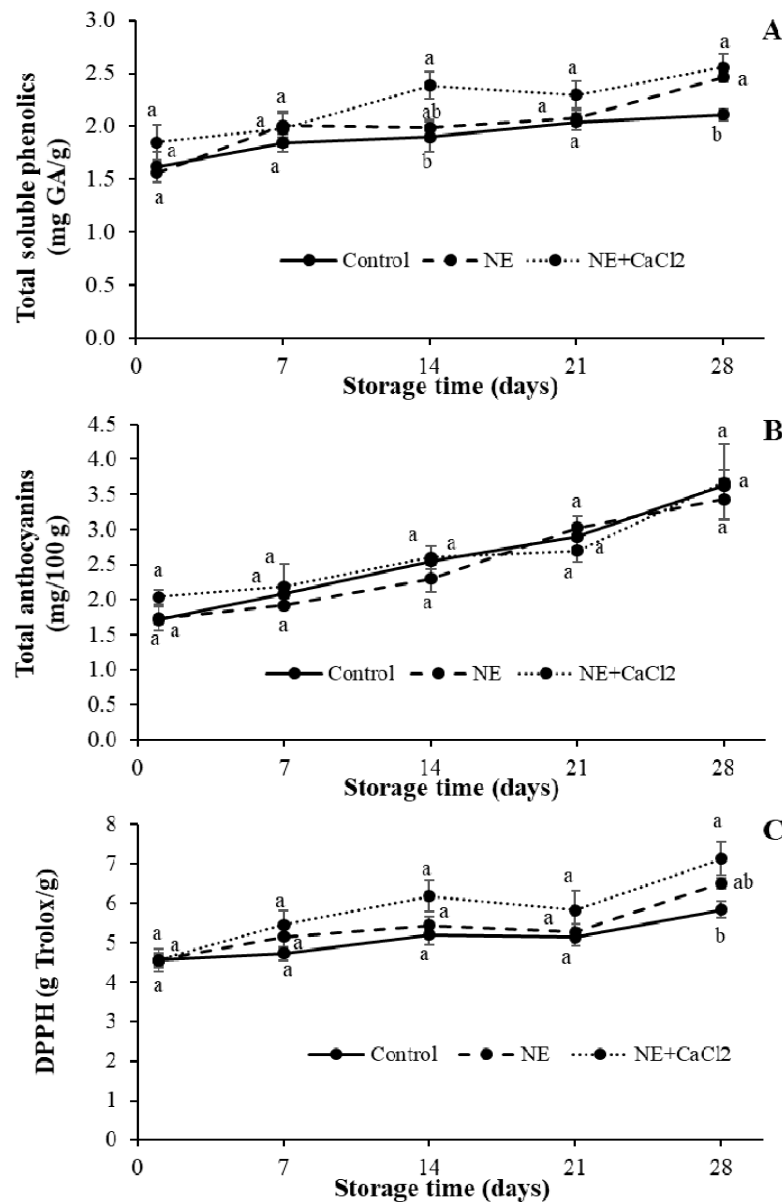 A
3.0
2.5
2.0
1.5
1.0
0.5
0.0
Total soluble phenolics
(mg GA/g)
a a a a a
a a ab a a
a a b a b
Control NE NE+CaCl2
0 7 14 21 28
Storage time (days)
B
4.5
4.0
3.5
3.0
2.5
2.0
1.5
1.0
0.5
0.0
Total anthocyanins
(mg/100 g)
a a a a a
a a a a a
a a a a a
Control NE NE+CaCl2
0 7 14 21 28
Storage time (days)
C
8
7
6
5
4
3
2
1
0
DPPH (g Trolox/g)
a a a a a
a a a a ab
a a a a b
Control NE NE+CaCl2
0 7 14 21 28
Storage time (days)